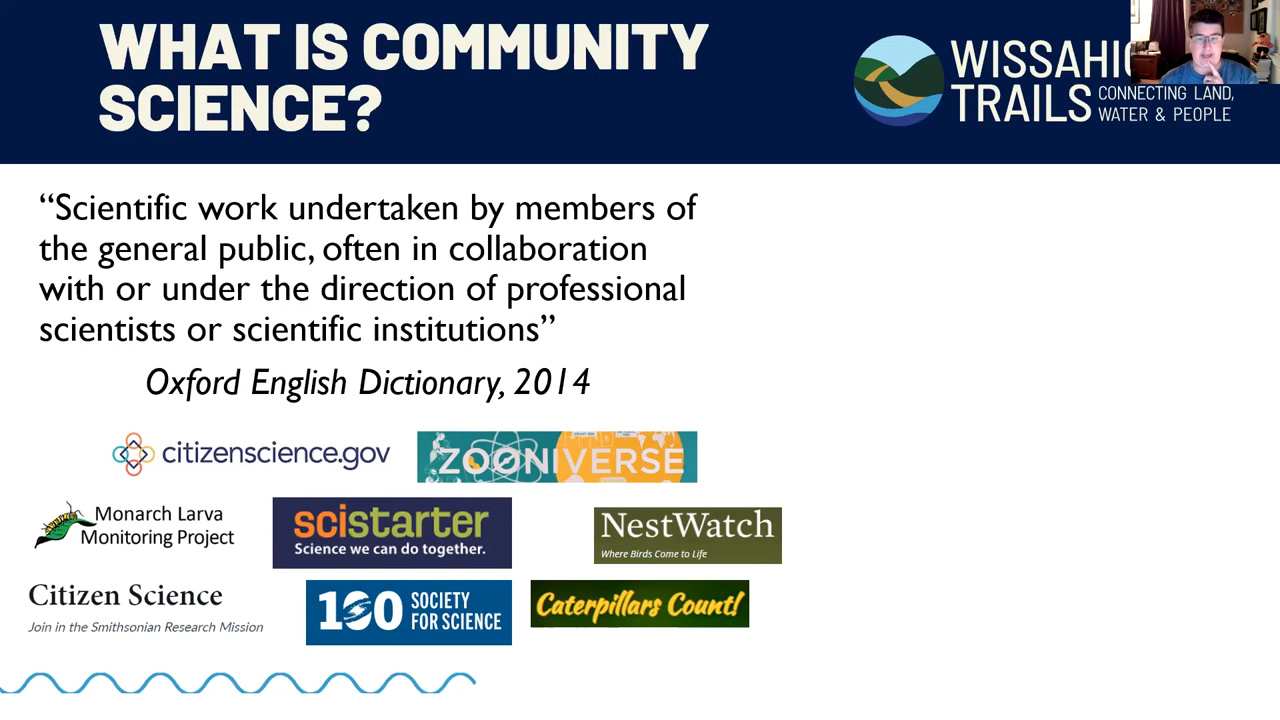 WHAT IS COMMUNITY
SCIENCE?
TRAILS
CONNECTING LAND,
WATER & PEOPLE
“Scientific work undertaken by members of
the general public, often in collaboration
with or under the direction of professional
scientists or scientific institutions”
Oxford English Dictionary, 2014
citizenscience.gov
ZOONIVERSE
Monarch Larva
Monitoring Project
scistarter
Science we can do together.
NestWatch
Where Birds Come to Life
Citizen Science
Join in the Smithsonian Research Mission
100 SOCIETY
FOR SCIENCE
Caterpillars Count!